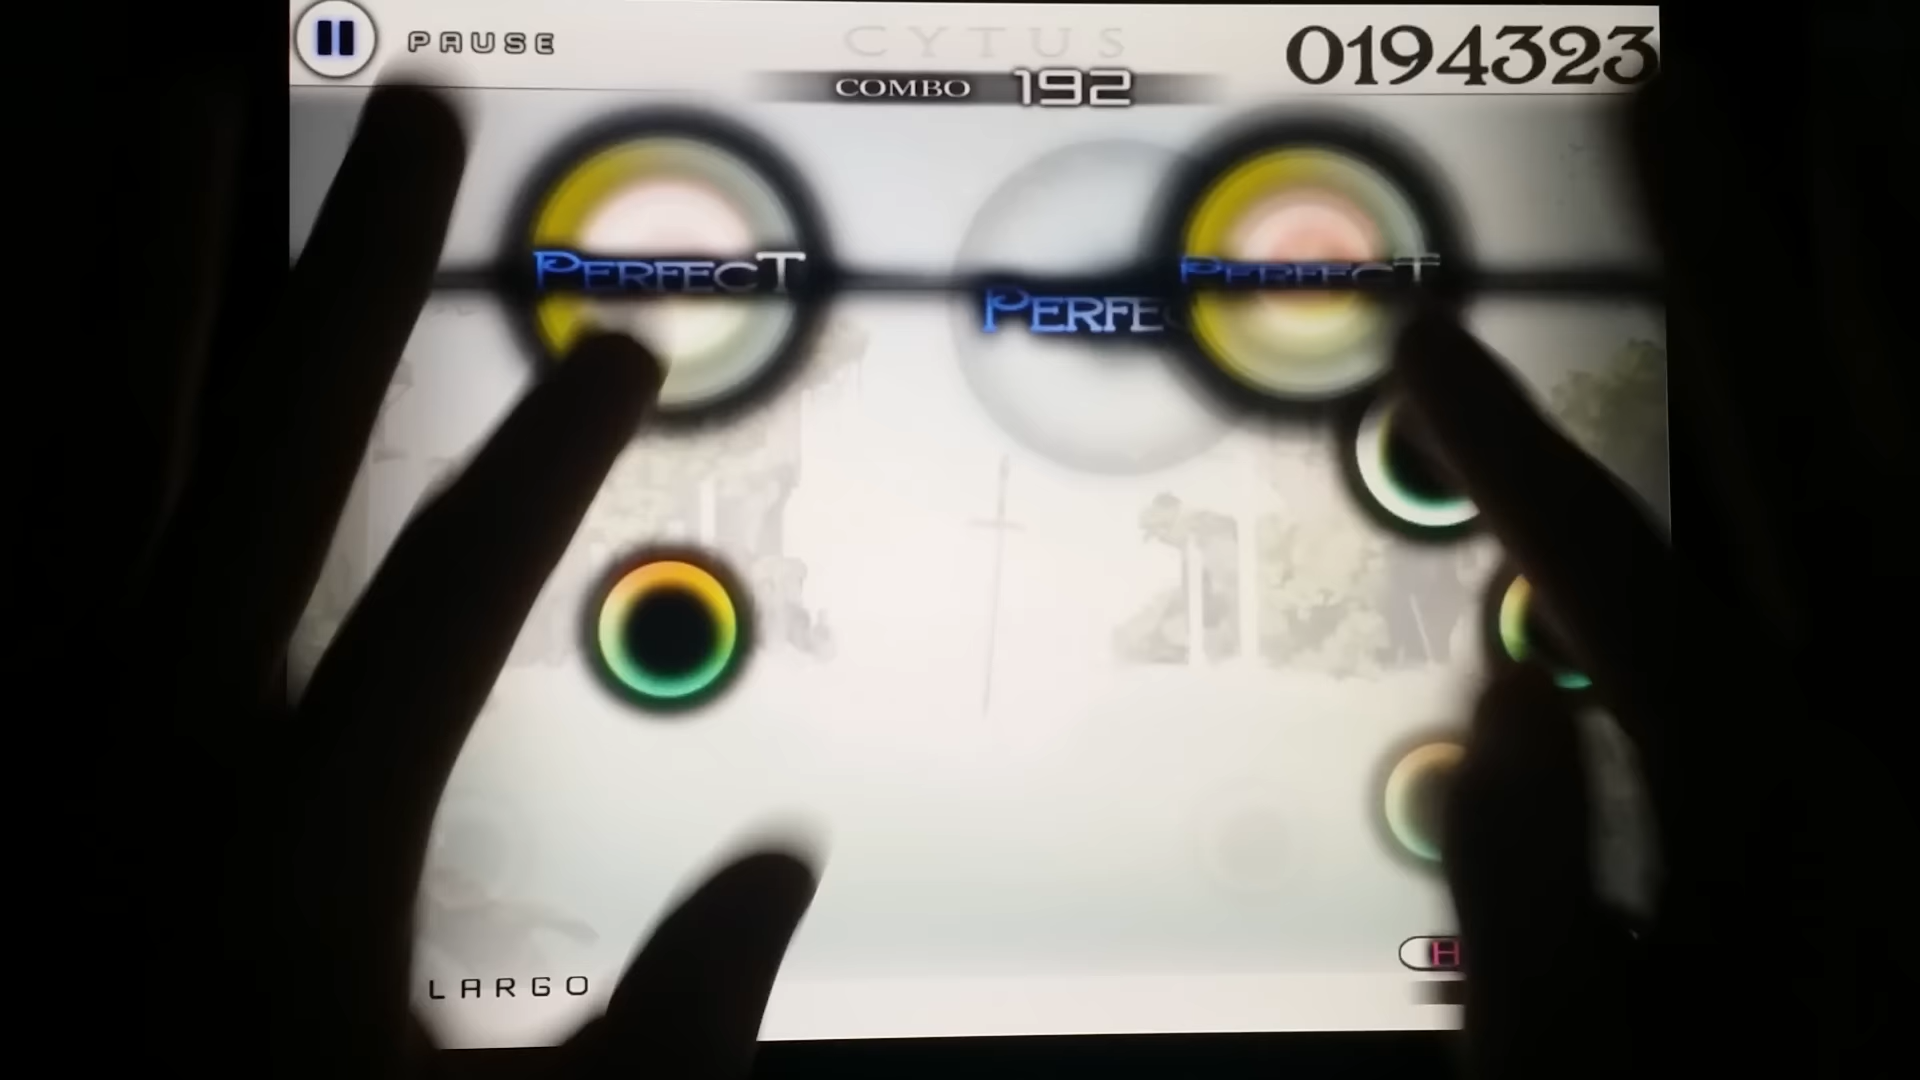 PAUSE
CYTUS
0194323
COMBO 192
PERFECT
PERFECT
PERFE
LARGO
H